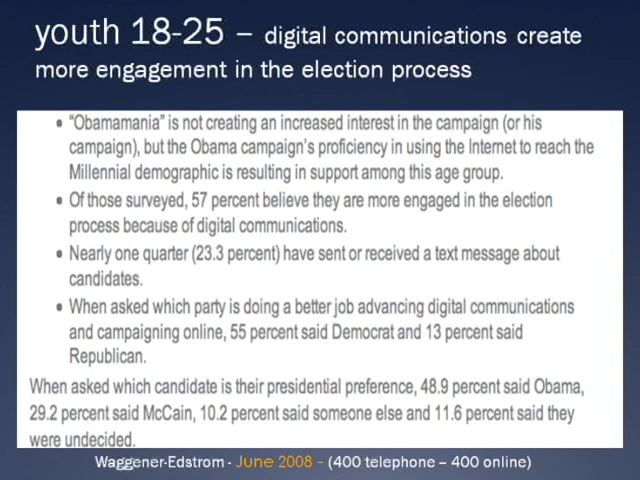 youth 18-25 – digital communications create
more engagement in the election process
• “Obamamania” is not creating an increased interest in the campaign (or his
campaign), but the Obama campaign’s proficiency in using the Internet to reach the
Millennial demographic is resulting in support among this age group.
• Of those surveyed, 57 percent believe they are more engaged in the election
process because of digital communications.
• Nearly one quarter (23.3 percent) have sent or received a text message about
candidates.
• When asked which party is doing a better job advancing digital communications
and campaigning online, 55 percent said Democrat and 13 percent said
Republican.
When asked which candidate is their presidential preference, 48.9 percent said Obama,
29.2 percent said McCain, 10.2 percent said someone else and 11.6 percent said they
were undecided.
Waggener-Edstrom - June 2008 - (400 telephone – 400 online)